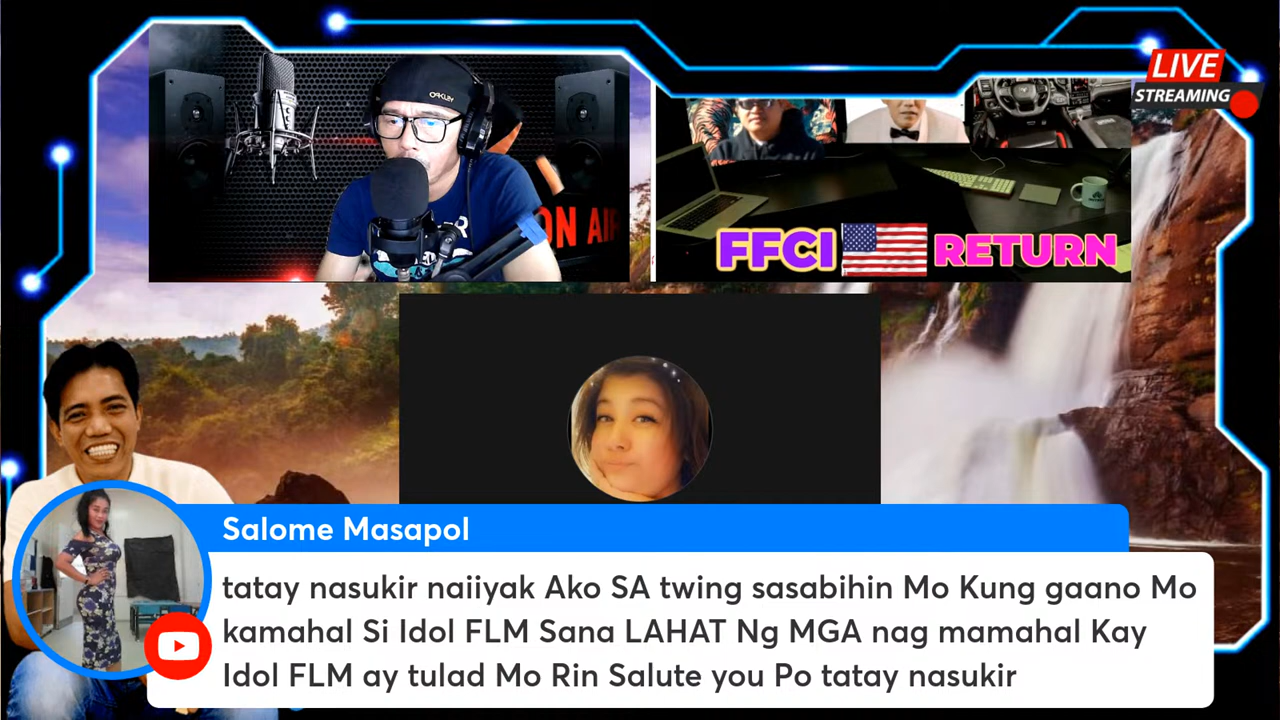 LIVE
STREAMING
OAKLEY
ON AIR
FFCI RETURN
Salome Masapol
tatay nasukir naiiyak Ako SA twing sasabihin Mo Kung gaano Mo
kamahal Si Idol FLM Sana LAHAT Ng MGA nag mamahal Kay
Idol FLM ay tulad Mo Rin Salute you Po tatay nasukir